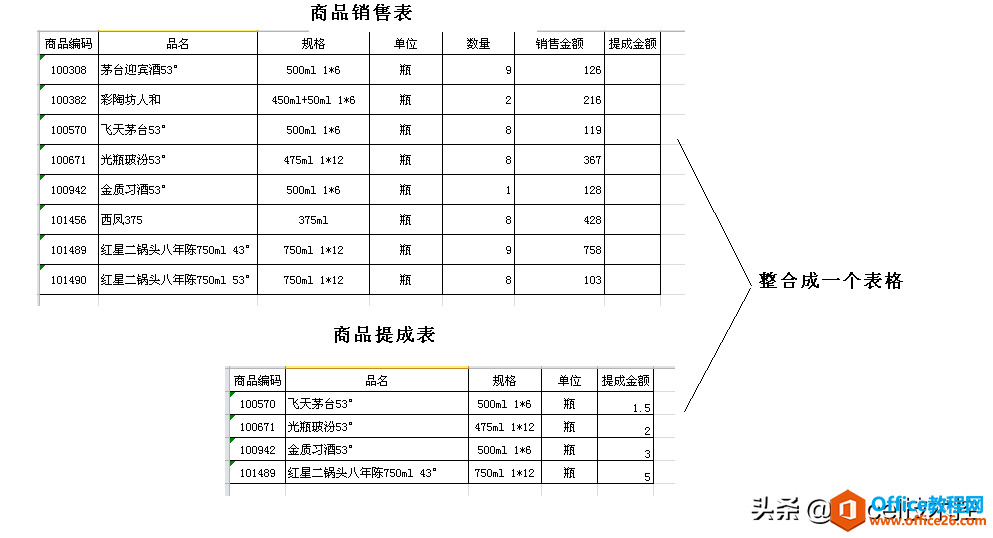 商品销售表
商品编码 品名 规格 单位 数量 销售金额 提成金额
100308 茅台迎宾酒53° 500ml 1*6 瓶 9 126
100382 彩陶坊人和 450ml+50ml 1*6 瓶 2 216
100570 飞天茅台53° 500ml 1*6 瓶 8 119
100671 光瓶玻汾53° 475ml 1*12 瓶 8 367
100942 金质习酒53° 500ml 1*6 瓶 1 128
101456 西凤375 375ml 瓶 8 428
101489 红星二锅头八年陈750ml 43° 750ml 1*12 瓶 9 758
101490 红星二锅头八年陈750ml 53° 750ml 1*12 瓶 8 103
整合成一个表格
商品提成表
商品编码 品名 规格 单位 提成金额
100570 飞天茅台53° 500ml 1*6 瓶 1.5
100671 光瓶玻汾53° 475ml 1*12 瓶 2
100942 金质习酒53° 500ml 1*6 瓶 3
101489 红星二锅头八年陈750ml 43° 750ml 1*12 瓶 5
头条 @
Office教程网
www.office26.com